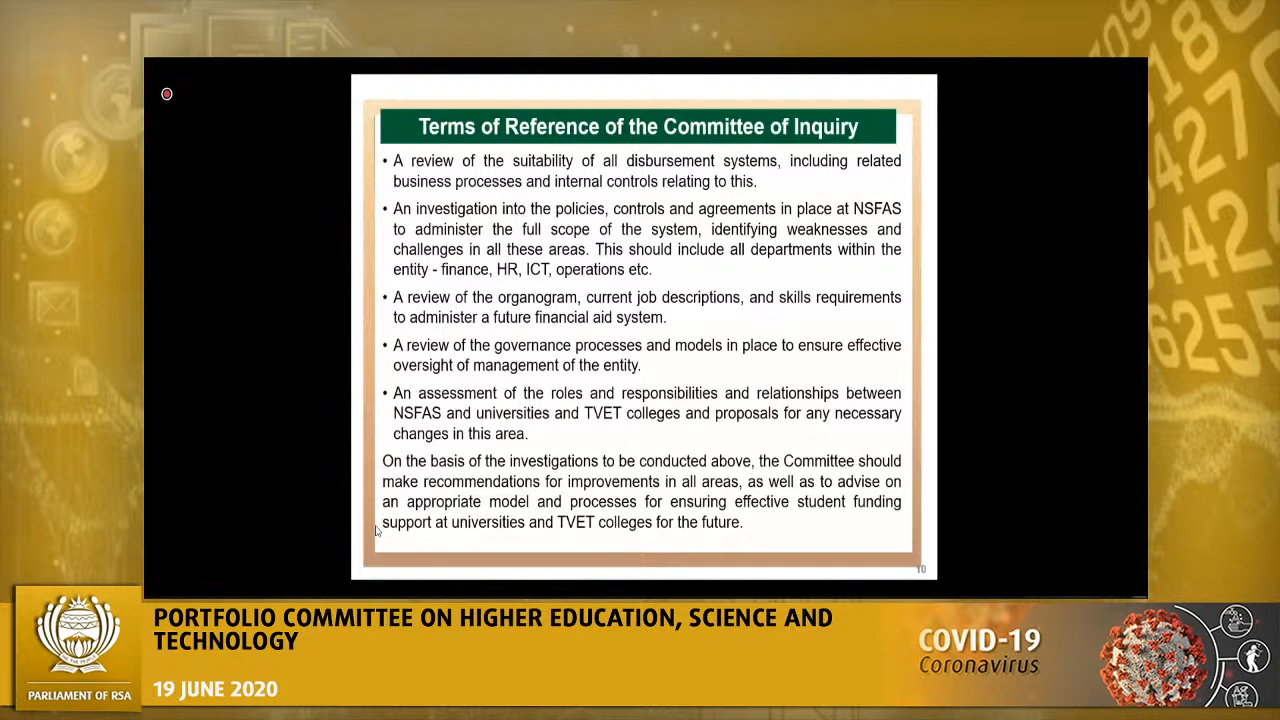 Terms of Reference of the Committee of Inquiry
• A review of the suitability of all disbursement systems, including related
business processes and internal controls relating to this.
• An investigation into the policies, controls and agreements in place at NSFAS
to administer the full scope of the system, identifying weaknesses and
challenges in all these areas. This should include all departments within the
entity - finance, HR, ICT, operations etc.
• A review of the organogram, current job descriptions, and skills requirements
to administer a future financial aid system.
• A review of the governance processes and models in place to ensure effective
oversight of management of the entity.
• An assessment of the roles and responsibilities and relationships between
NSFAS and universities and TVET colleges and proposals for any necessary
changes in this area.
On the basis of the investigations to be conducted above, the Committee should
make recommendations for improvements in all areas, as well as to advise on
an appropriate model and processes for ensuring effective student funding
support at universities and TVET colleges for the future.
10
PORTFOLIO COMMITTEE ON HIGHER EDUCATION, SCIENCE AND
TECHNOLOGY
19 JUNE 2020
PARLIAMENT OF RSA
COVID-19
Coronavirus